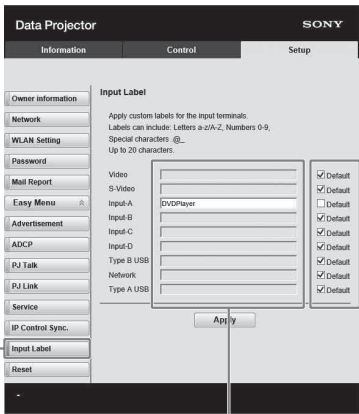 Data Projector
SONY
Information
Control
Setup
Owner information
Network
WLAN Setting
Password
Mail Report
Easy Menu
Advertisement
ADCP
PJ Talk
PJ Link
Service
IP Control Sync.
Input Label
Reset
Input Label
Apply custom labels for the input terminals.
Labels can include: Letters a-z/A-Z, Numbers 0-9,
Special characters .@_
Up to 20 characters.
Video Default
S-Video Default
Input-A DVDPlayer Default
Input-B Default
Input-C Default
Input-D Default
Type B USB Default
Network Default
Type A USB Default
Apply